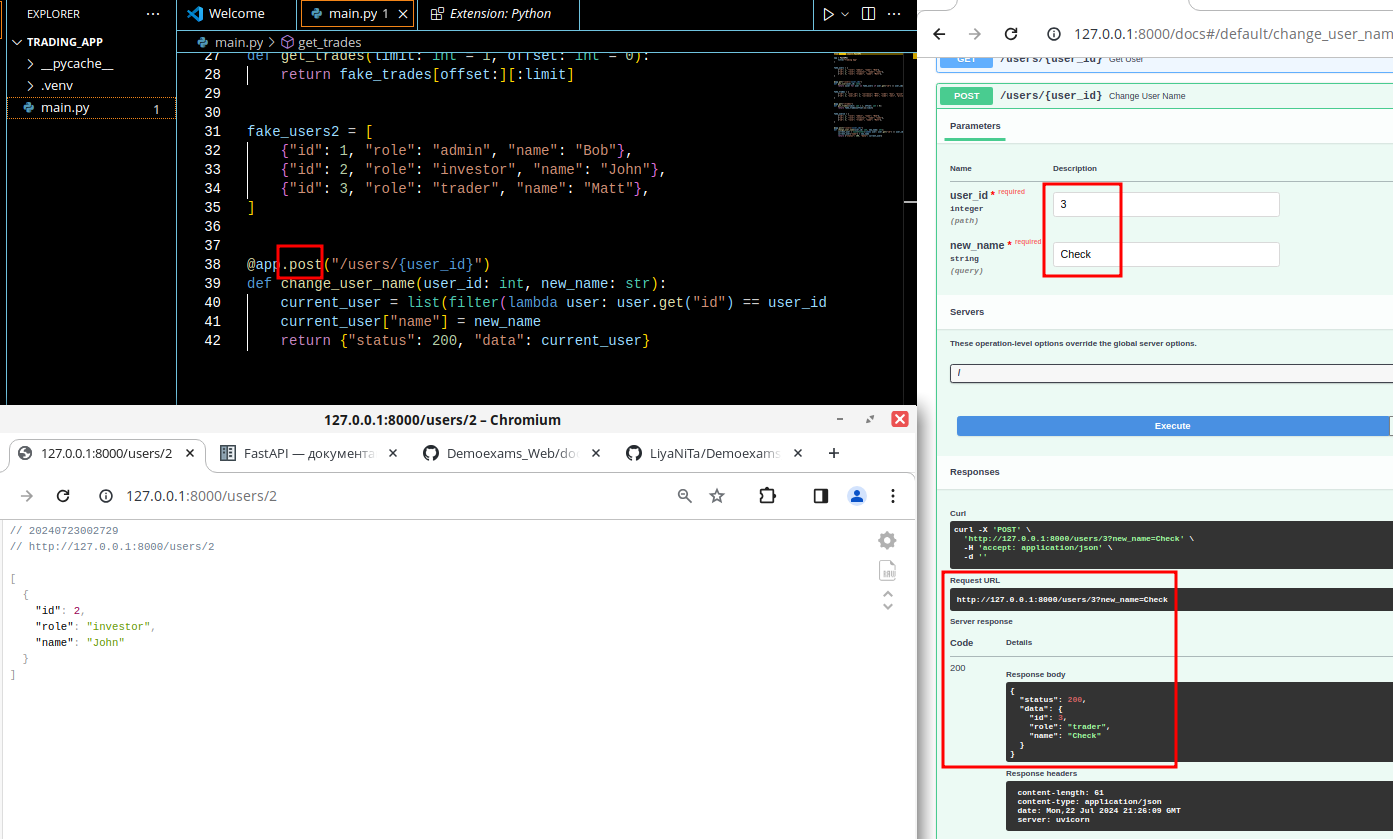 EXPLORER
TRADING_APP
__pycache__
.venv
main.py 1
Welcome
main.py 1
Extension: Python
main.py > get_trades
27 def get_trades(limit: int = 1, offset: int = 0):
28 return fake_trades[offset:][:limit]
29
30
31 fake_users2 = [
32 {"id": 1, "role": "admin", "name": "Bob"},
33 {"id": 2, "role": "investor", "name": "John"},
34 {"id": 3, "role": "trader", "name": "Matt"},
35 ]
36
37
38 @app.post("/users/{user_id}")
39 def change_user_name(user_id: int, new_name: str):
40 current_user = list(filter(lambda user: user.get("id") == user_id
41 current_user["name"] = new_name
42 return {"status": 200, "data": current_user}
127.0.0.1:8000/users/2 – Chromium
127.0.0.1:8000/users/2
FastAPI — документа
Demoexams_Web/do
LiyaNiTa/Demoexams
127.0.0.1:8000/users/2
// 20240723002729
// http://127.0.0.1:8000/users/2
[
{
"id": 2,
"role": "investor",
"name": "John"
}
]
RAW
127.0.0.1:8000/docs#/default/change_user_nam
GET /users/{user_id} Get User
POST /users/{user_id} Change User Name
Parameters
Name Description
user_id * required
integer
(path)
3
new_name * required
string
(query)
Check
Servers
These operation-level options override the global server options.
/
Execute
Responses
Curl
curl -X 'POST' \
'http://127.0.0.1:8000/users/3?new_name=Check' \
-H 'accept: application/json' \
-d ''
Request URL
http://127.0.0.1:8000/users/3?new_name=Check
Server response
Code Details
200
Response body
{
"status": 200,
"data": {
"id": 3,
"role": "trader",
"name": "Check"
}
}
Response headers
content-length: 61
content-type: application/json
date: Mon,22 Jul 2024 21:26:09 GMT
server: uvicorn